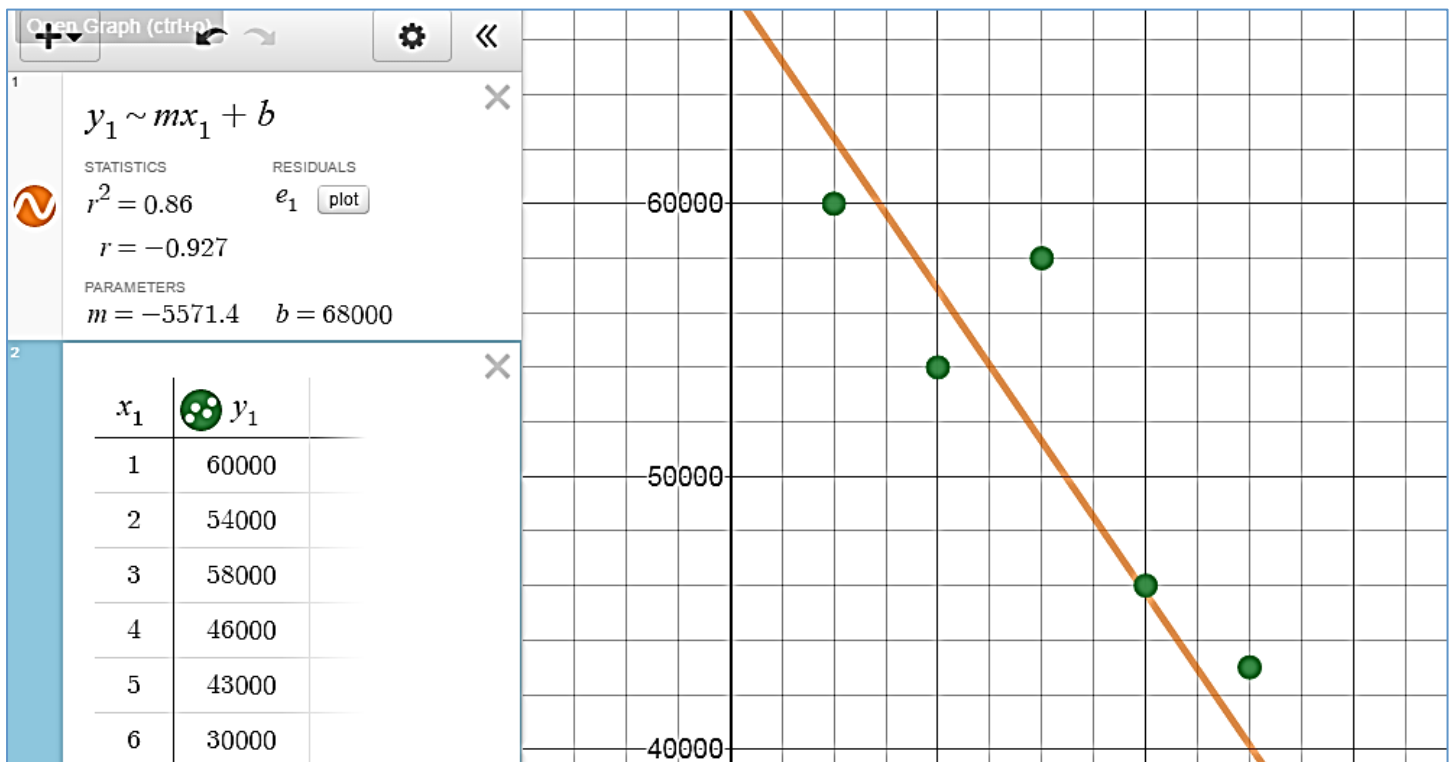 Open Graph (ctrl+o)
1
y₁ ~ mx₁ + b
STATISTICS RESIDUALS
r² = 0.86 e₁ plot
r = −0.927
PARAMETERS
m = −5571.4 b = 68000
2
x₁ y₁
1 60000
2 54000
3 58000
4 46000
5 43000
6 30000
60000
50000
40000